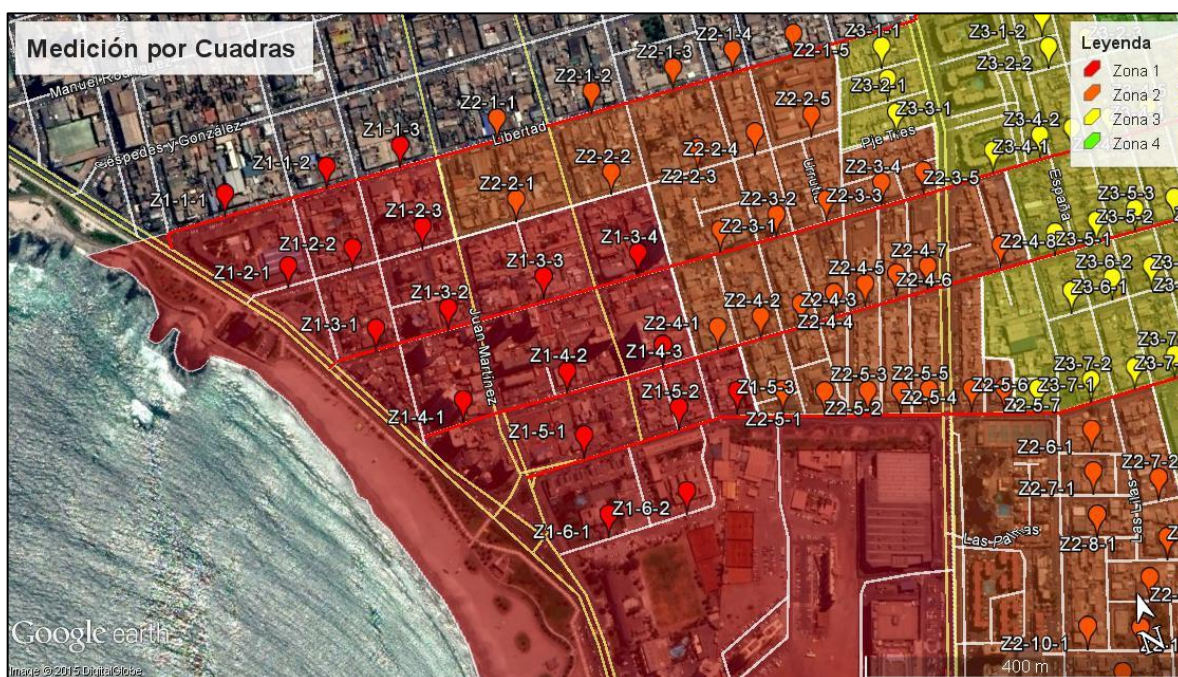 Medición por Cuadras
Leyenda
Zona 1
Zona 2
Zona 3
Zona 4
Manuel Rodríguez
Cespedes y González
Libertad
Pje Tres
Urrutia
España
Juan Martínez
Las Palmas
Las Lilas
Z1-1-1
Z1-1-2
Z1-1-3
Z2-1-1
Z2-1-2
Z2-1-3
Z2-1-4
Z2-1-5
Z3-1-1
Z3-1-2
Z3-2-1
Z3-2-2
Z3-3-1
Z3-4-1
Z3-4-2
Z1-2-1
Z1-2-2
Z1-2-3
Z2-2-1
Z2-2-2
Z2-2-3
Z2-2-4
Z2-2-5
Z1-3-1
Z1-3-2
Z1-3-3
Z1-3-4
Z2-3-1
Z2-3-2
Z2-3-3
Z2-3-4
Z2-3-5
Z3-5-1
Z3-5-2
Z3-5-3
Z1-4-1
Z1-4-2
Z1-4-3
Z2-4-1
Z2-4-2
Z2-4-3
Z2-4-4
Z2-4-5
Z2-4-6
Z2-4-7
Z2-4-8
Z3-6-1
Z3-6-2
Z1-5-1
Z1-5-2
Z1-5-3
Z2-5-1
Z2-5-2
Z2-5-3
Z2-5-4
Z2-5-5
Z2-5-6
Z2-5-7
Z3-7-1
Z3-7-2
Z1-6-1
Z1-6-2
Z2-6-1
Z2-7-1
Z2-7-2
Z2-8-1
Z2-10-1
N
400 m
Google earth
Image © 2015 DigitalGlobe